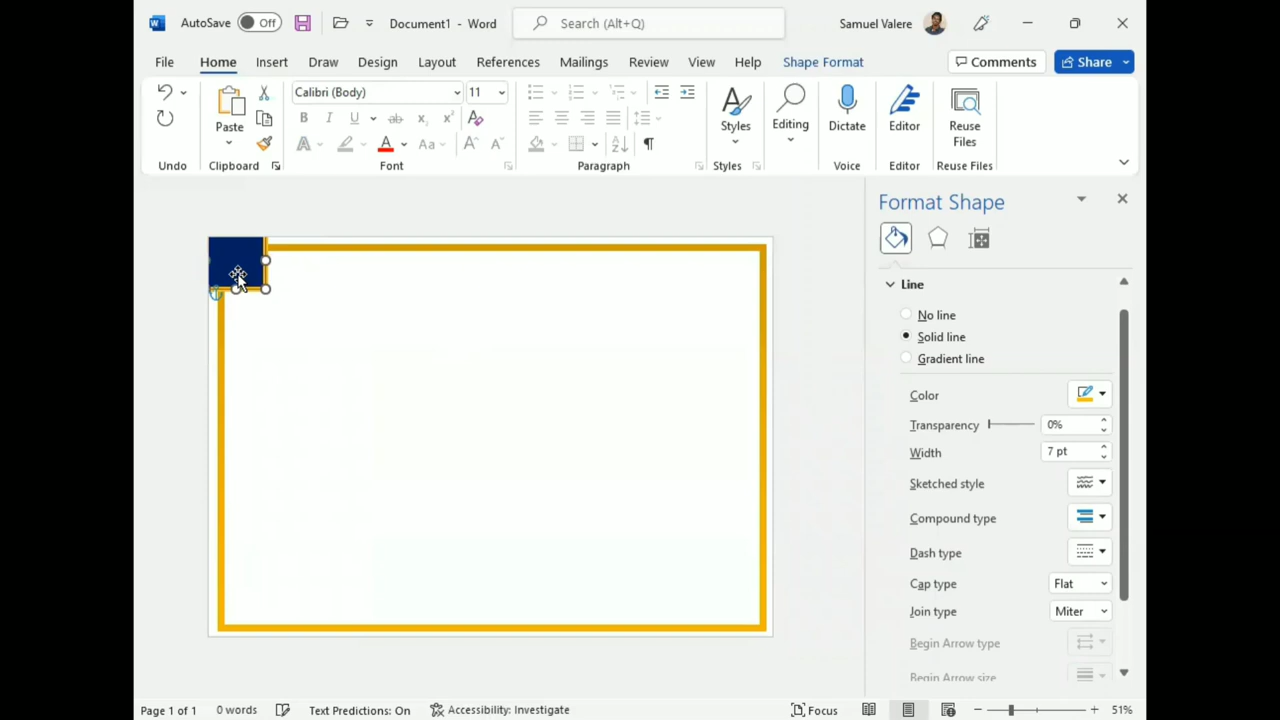 AutoSave Off Document1 - Word Search (Alt+Q) Samuel Valere
File Home Insert Draw Design Layout References Mailings Review View Help Shape Format Comments Share
Calibri (Body) 11
Paste Styles Editing Dictate Editor Reuse Files
Undo Clipboard Font Paragraph Styles Voice Editor Reuse Files
Format Shape
Line
No line
Solid line
Gradient line
Color
Transparency 0%
Width 7 pt
Sketched style
Compound type
Dash type
Cap type Flat
Join type Miter
Begin Arrow type
Begin Arrow size
Page 1 of 1 0 words Text Predictions: On Accessibility: Investigate Focus 51%